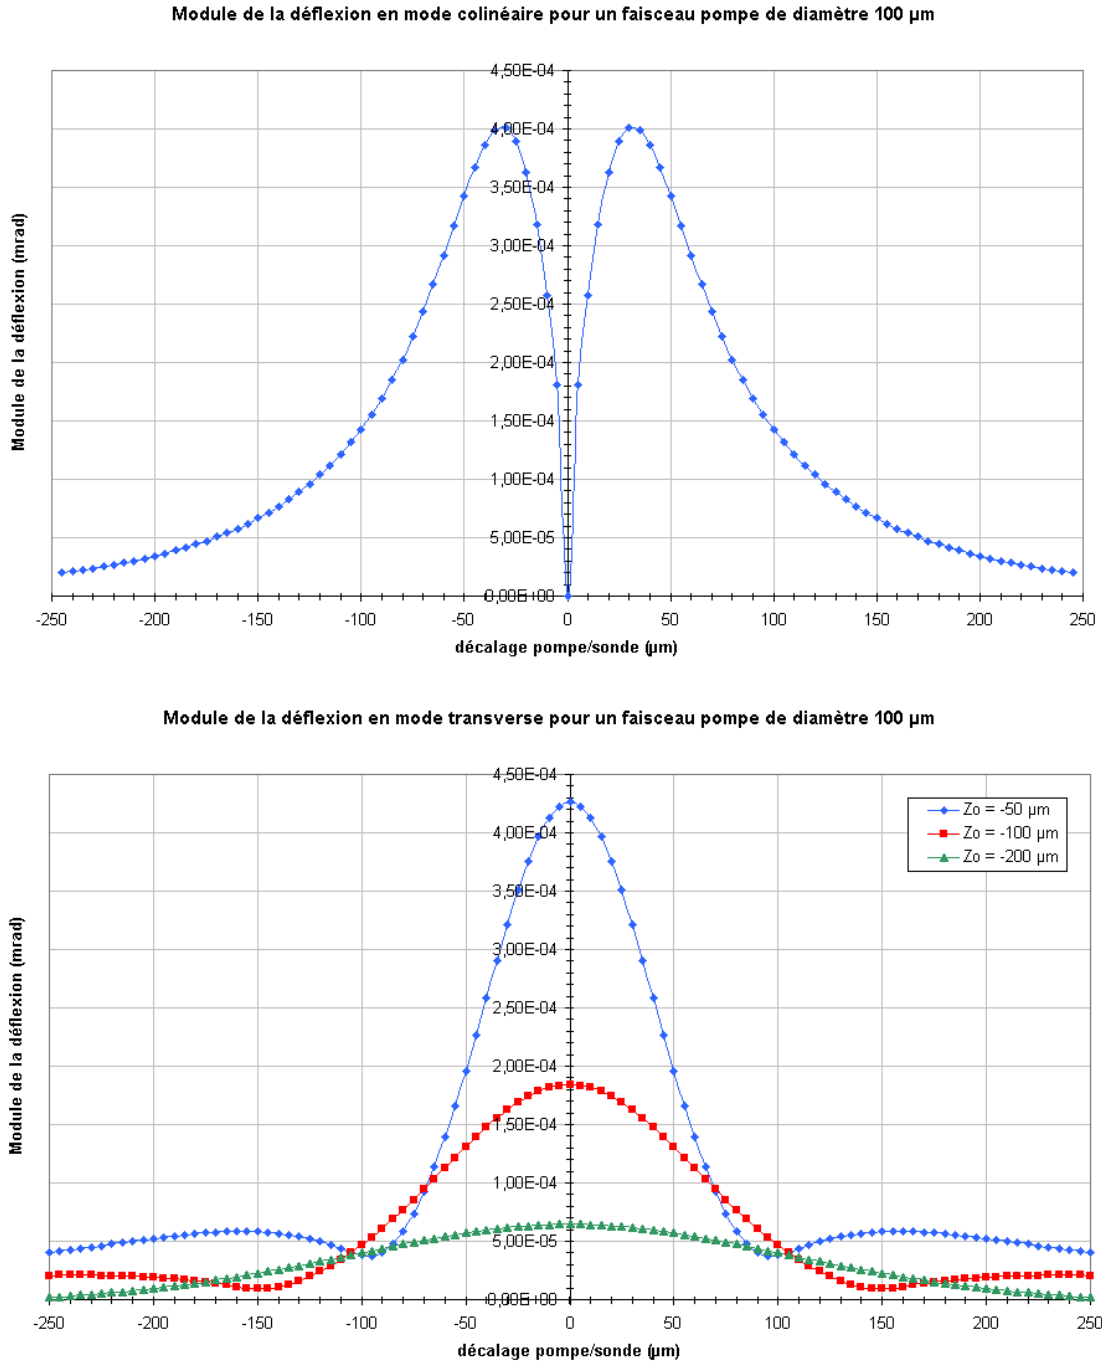 Module de la déflexion en mode colinéaire pour un faisceau pompe de diamètre 100 µm
Module de la déflexion (mrad)
4,50E-04
4,00E-04
3,50E-04
3,00E-04
2,50E-04
2,00E-04
1,50E-04
1,00E-04
5,00E-05
0,00E+00
-250 -200 -150 -100 -50 0 50 100 150 200 250
décalage pompe/sonde (µm)
Module de la déflexion en mode transverse pour un faisceau pompe de diamètre 100 µm
Module de la déflexion (mrad)
4,50E-04
4,00E-04
3,50E-04
3,00E-04
2,50E-04
2,00E-04
1,50E-04
1,00E-04
5,00E-05
0,00E+00
Zo = -50 µm
Zo = -100 µm
Zo = -200 µm
-250 -200 -150 -100 -50 0 50 100 150 200 250
décalage pompe/sonde (µm)